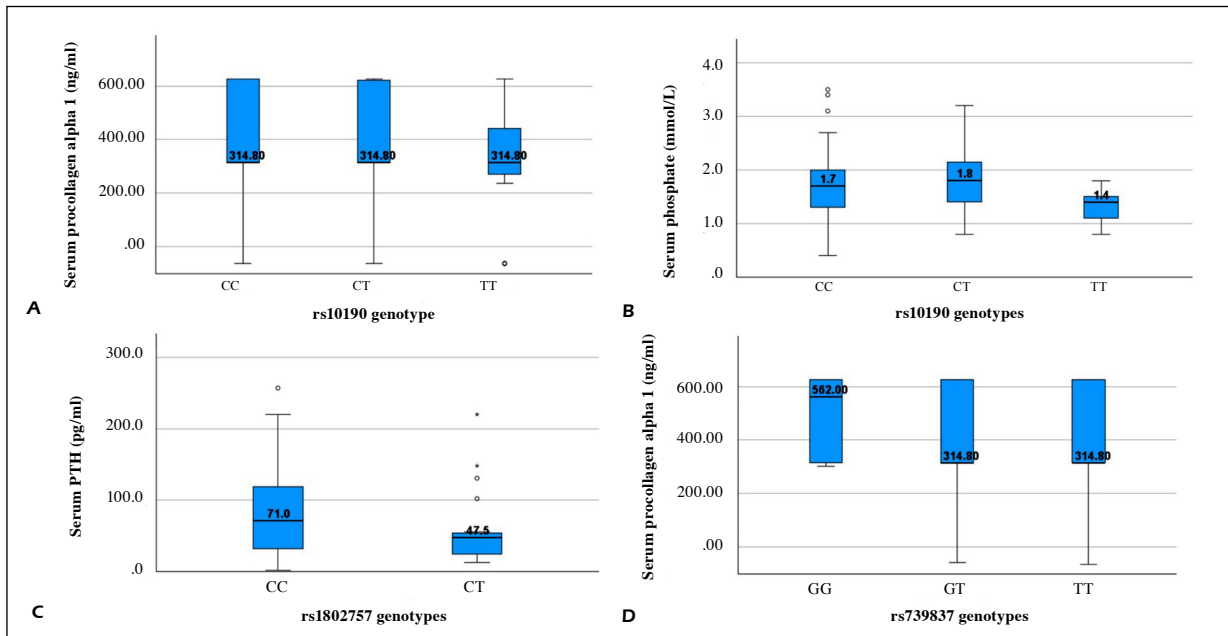 Serum procollagen alpha 1 (ng/ml)
600.00
400.00
200.00
.00
314.80
314.80
314.80
CC
CT
TT
A
rs10190 genotype
Serum phosphate (mmol/L)
4.0
3.0
2.0
1.0
.0
1.7
1.8
1.4
CC
CT
TT
B
rs10190 genotypes
Serum PTH (pg/ml)
300.0
200.0
100.0
.0
71.0
47.5
CC
CT
C
rs1802757 genotypes
Serum procollagen alpha 1 (ng/ml)
600.00
400.00
200.00
.00
562.00
314.80
314.80
GG
GT
TT
D
rs739837 genotypes